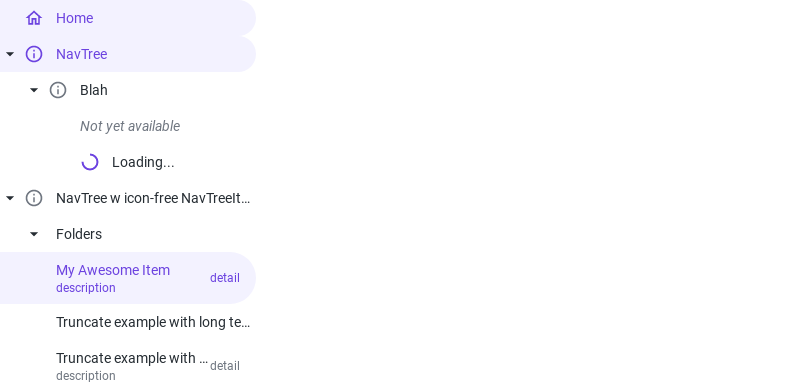 Home
NavTree
Blah
Not yet available
Loading...
NavTree w icon-free NavTreeIt...
Folders
My Awesome Item
detail
description
Truncate example with long te...
Truncate example with ...
detail
description